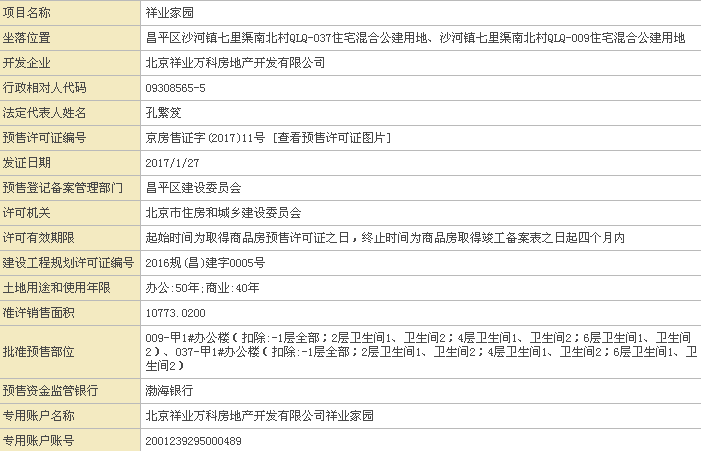 项目名称 祥业家园
坐落位置 昌平区沙河镇七里渠南北村QLQ-037住宅混合公建用地、沙河镇七里渠南北村QLQ-009住宅混合公建用地
开发企业 北京祥业万科房地产开发有限公司
行政相对人代码 09308565-5
法定代表人姓名 孔繁笅
预售许可证编号 京房售证字(2017)11号 [查看预售许可证图片]
发证日期 2017/1/27
预售登记备案管理部门 昌平区建设委员会
许可机关 北京市住房和城乡建设委员会
许可有效期限 起始时间为取得商品房预售许可证之日，终止时间为商品房取得竣工备案表之日起四个月内
建设工程规划许可证编号 2016规(昌)建字0005号
土地用途和使用年限 办公:50年;商业:40年
准许销售面积 10773.0200
批准预售部位 009-甲1#办公楼（扣除:-1层全部；2层卫生间1、卫生间2；4层卫生间1、卫生间2；6层卫生间1、卫生间
2）、037-甲1#办公楼（扣除:-1层全部；2层卫生间1、卫生间2；4层卫生间1、卫生间2；6层卫生间1、卫
生间2）
预售资金监管银行 渤海银行
专用账户名称 北京祥业万科房地产开发有限公司祥业家园
专用账户账号 2001239295000489